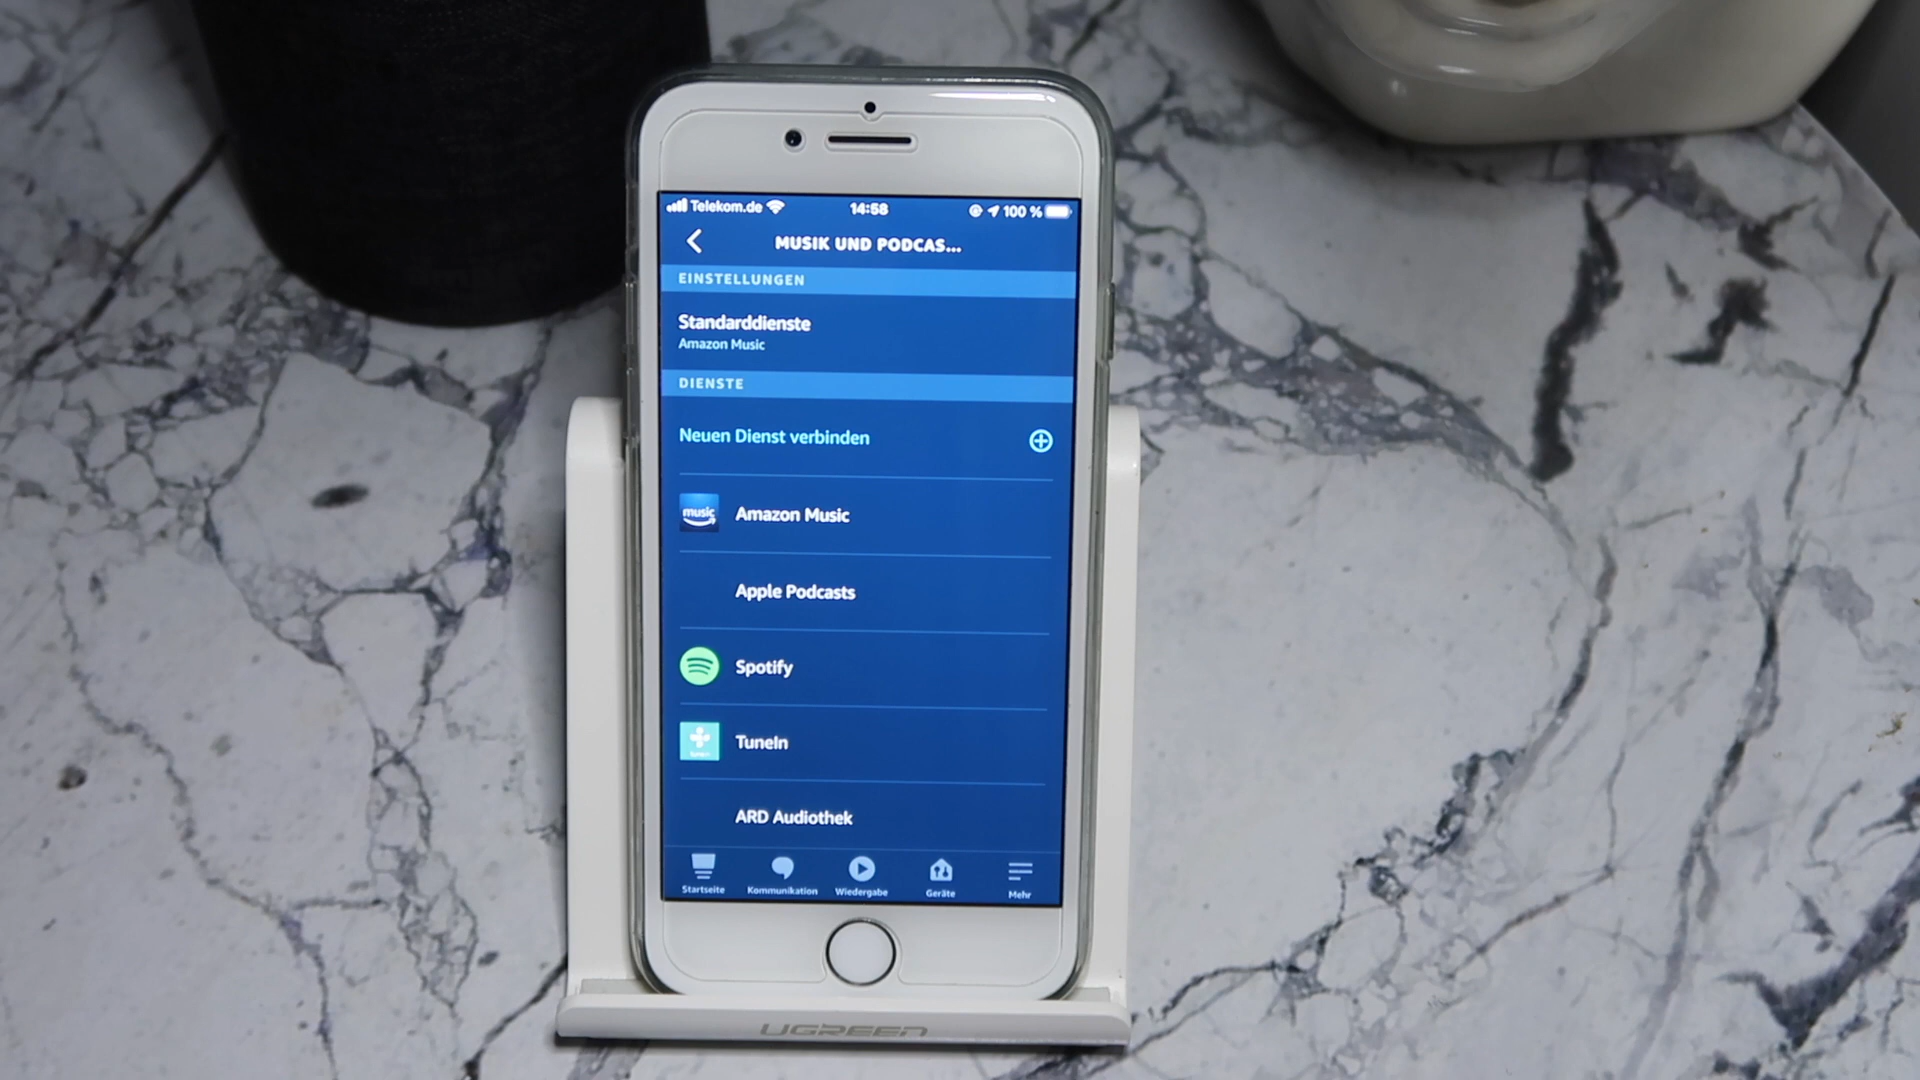 Telekom.de 14:58 100 %
MUSIK UND PODCAS...
EINSTELLUNGEN
Standarddienste
Amazon Music
DIENSTE
Neuen Dienst verbinden
music
Amazon Music
Apple Podcasts
Spotify
TuneIn
ARD Audiothek
Startseite Kommunikation Wiedergabe Geräte Mehr
UGREEN